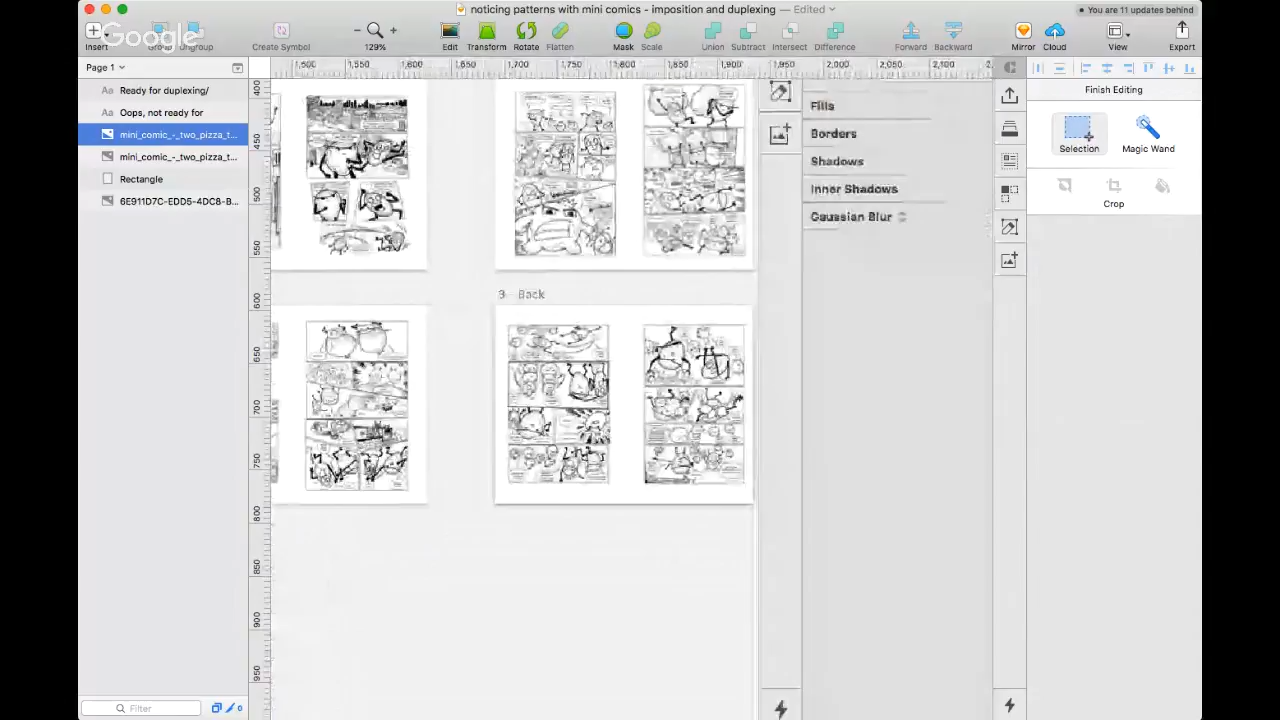 noticing patterns with mini comics - imposition and duplexing — Edited
You are 11 updates behind
Google
Insert
Group
Ungroup
Create Symbol
129%
Edit
Transform
Rotate
Flatten
Mask
Scale
Union
Subtract
Intersect
Difference
Forward
Backward
Mirror
Cloud
View
Export
Page 1
1,500
1,550
1,600
1,650
1,700
1,750
1,800
1,850
1,900
1,950
2,000
2,050
2,100
Aa Ready for duplexing/
Aa Oops, not ready for
mini_comic_-_two_pizza_t...
mini_comic_-_two_pizza_t...
Rectangle
6E911D7C-EDD5-4DC8-B...
400
450
500
550
600
650
700
750
800
850
900
950
3 Back
Fills
Borders
Shadows
Inner Shadows
Gaussian Blur
Finish Editing
Selection
Magic Wand
Crop
Filter
0